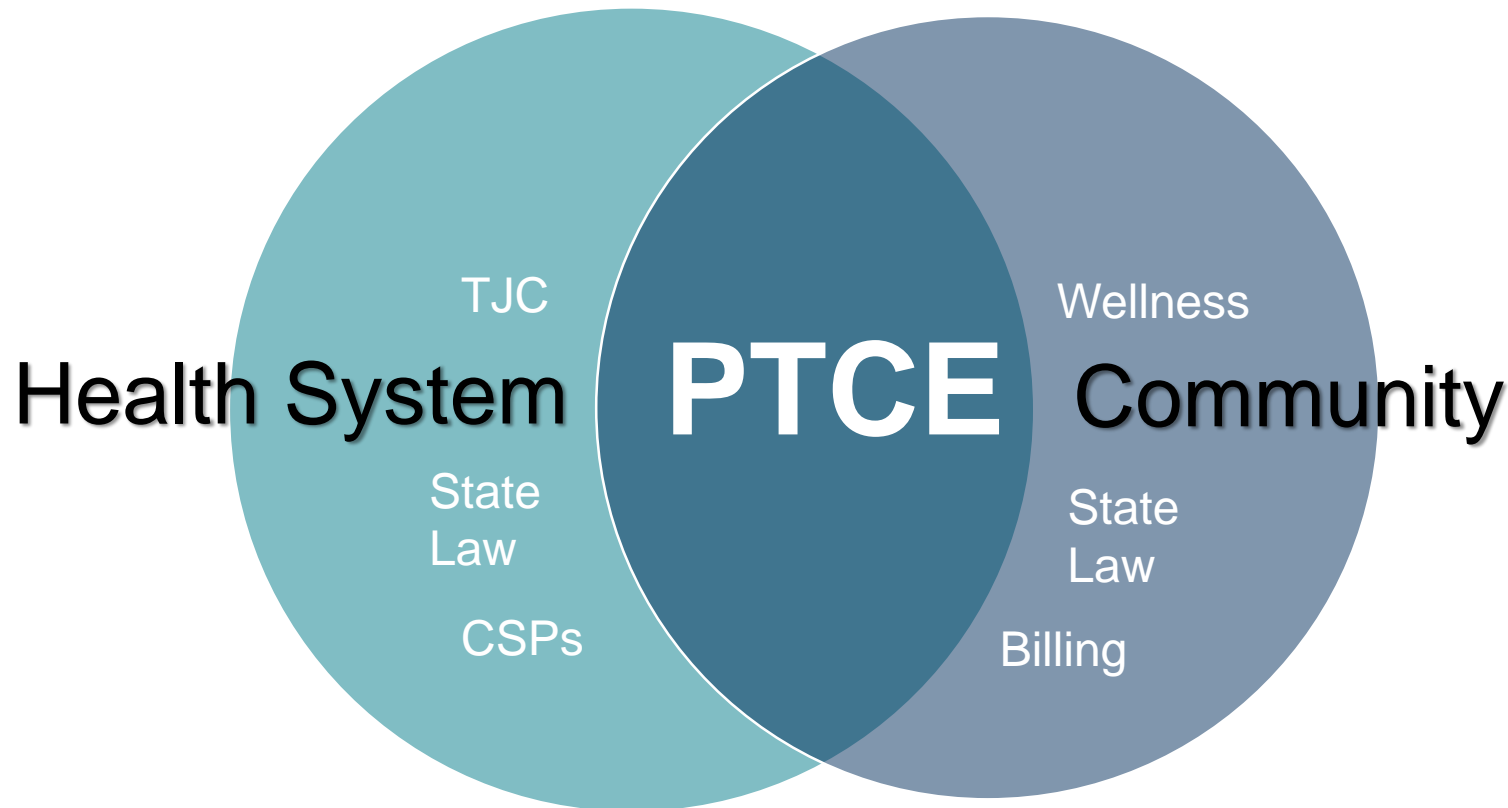 TJC
Health System
State
Law
CSPs
PTCE
Wellness
Community
State
Law
Billing